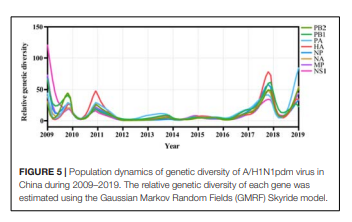 Relative genetic diversity
150
100
50
0
2009 2010 2011 2012 2013 2014 2015 2016 2017 2018 2019
Year
PB2
PB1
PA
HA
NP
NA
MP
NS1
FIGURE 5 | Population dynamics of genetic diversity of A/H1N1pdm virus in
China during 2009–2019. The relative genetic diversity of each gene was
estimated using the Gaussian Markov Random Fields (GMRF) Skyride model.